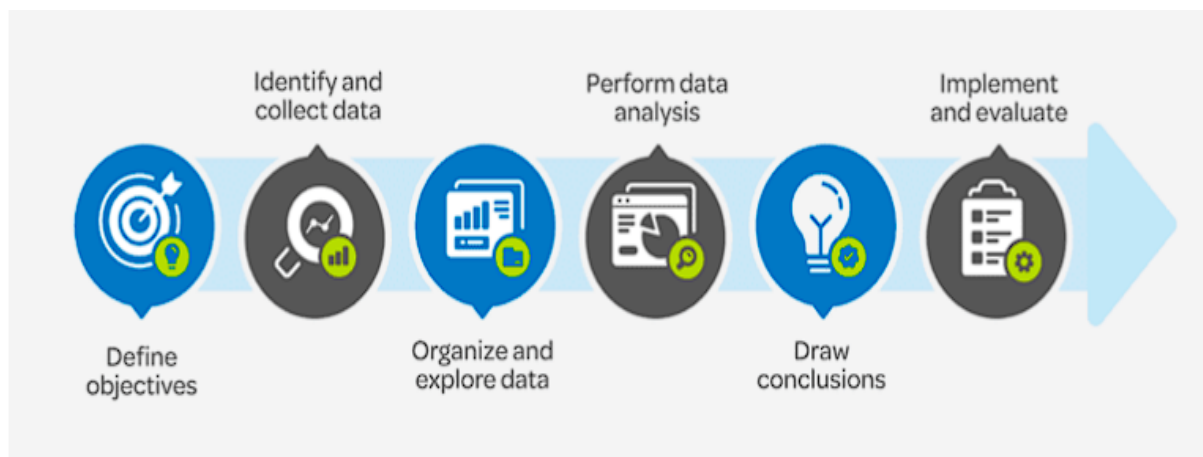 Define
objectives
Identify and
collect data
Organize and
explore data
Perform data
analysis
Draw
conclusions
Implement
and evaluate